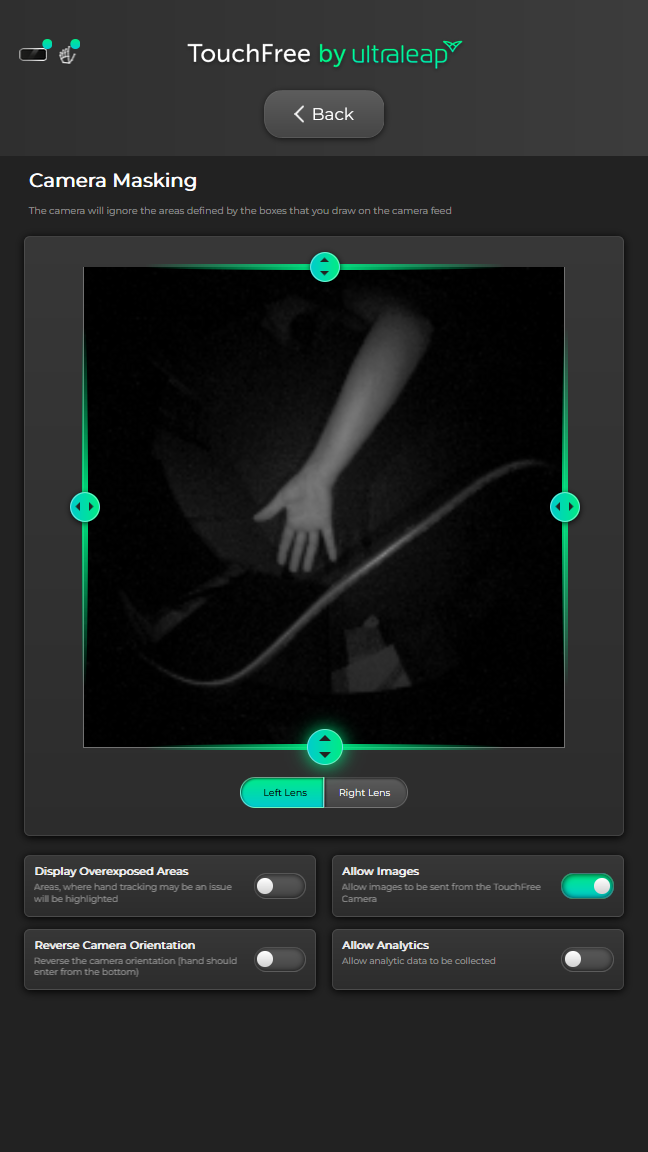 TouchFree by ultraleap
Back
Camera Masking
The camera will ignore the areas defined by the boxes that you draw on the camera feed
Left Lens
Right Lens
Display Overexposed Areas
Areas, where hand tracking may be an issue
will be highlighted
Allow Images
Allow images to be sent from the TouchFree
Camera
Reverse Camera Orientation
Reverse the camera orientation (hand should
enter from the bottom)
Allow Analytics
Allow analytic data to be collected